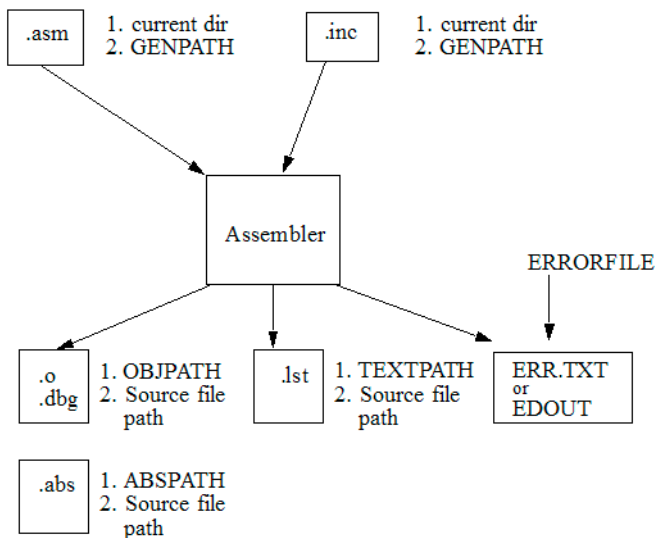 .asm
1. current dir
2. GENPATH
.inc
1. current dir
2. GENPATH
Assembler
ERRORFILE
.o
.dbg
1. OBJPATH
2. Source file
path
.lst
1. TEXTPATH
2. Source file
path
ERR.TXT
or
EDOUT
.abs
1. ABSPATH
2. Source file
path